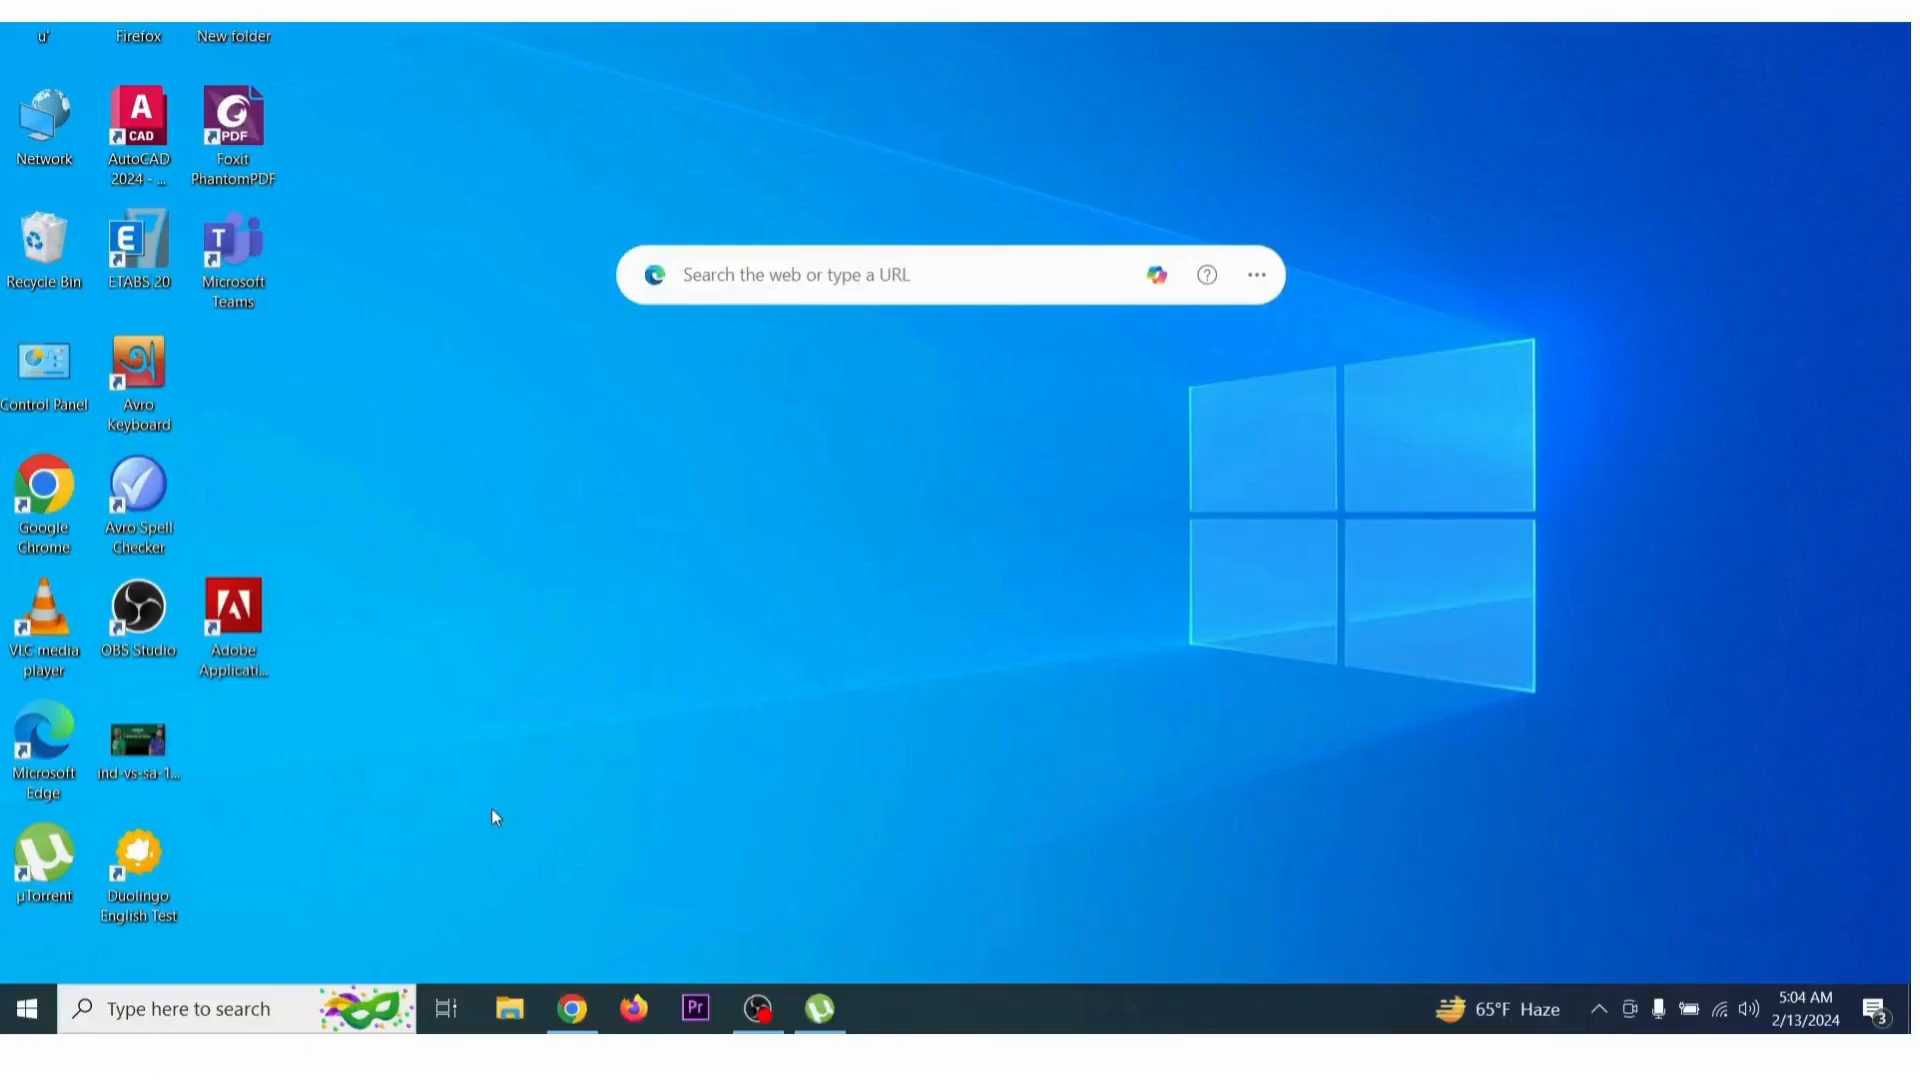 u'
Firefox
New folder
Network
A
CAD
AutoCAD
2024 - ...
PDF
Foxit
PhantomPDF
Recycle Bin
E
ETABS 20
T
Microsoft
Teams
Search the web or type a URL
Control Panel
অ
Avro
Keyboard
Google
Chrome
Avro Spell
Checker
VLC media
player
OBS Studio
Adobe
Applicati...
Microsoft
Edge
ind-vs-sa-1...
µTorrent
Duolingo
English Test
Type here to search
Pr
65°F Haze
5:04 AM
2/13/2024
3